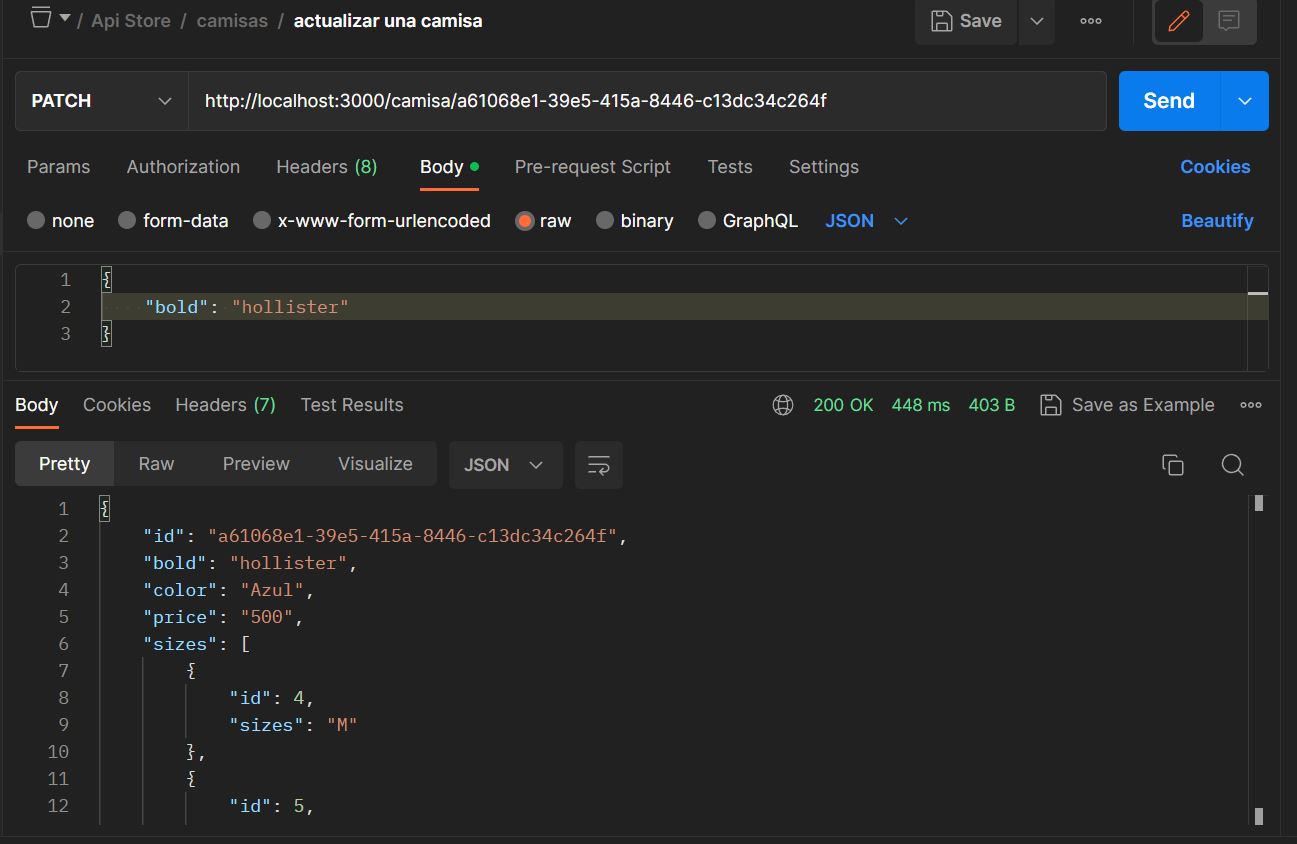 / Api Store / camisas / actualizar una camisa Save
PATCH http://localhost:3000/camisa/a61068e1-39e5-415a-8446-c13dc34c264f Send
Params Authorization Headers (8) Body Pre-request Script Tests Settings Cookies
none form-data x-www-form-urlencoded raw binary GraphQL JSON Beautify
1 {
2 "bold": "hollister"
3 }
Body Cookies Headers (7) Test Results 200 OK 448 ms 403 B Save as Example
Pretty Raw Preview Visualize JSON
1 {
2 "id": "a61068e1-39e5-415a-8446-c13dc34c264f",
3 "bold": "hollister",
4 "color": "Azul",
5 "price": "500",
6 "sizes": [
7 {
8 "id": 4,
9 "sizes": "M"
10 },
11 {
12 "id": 5,